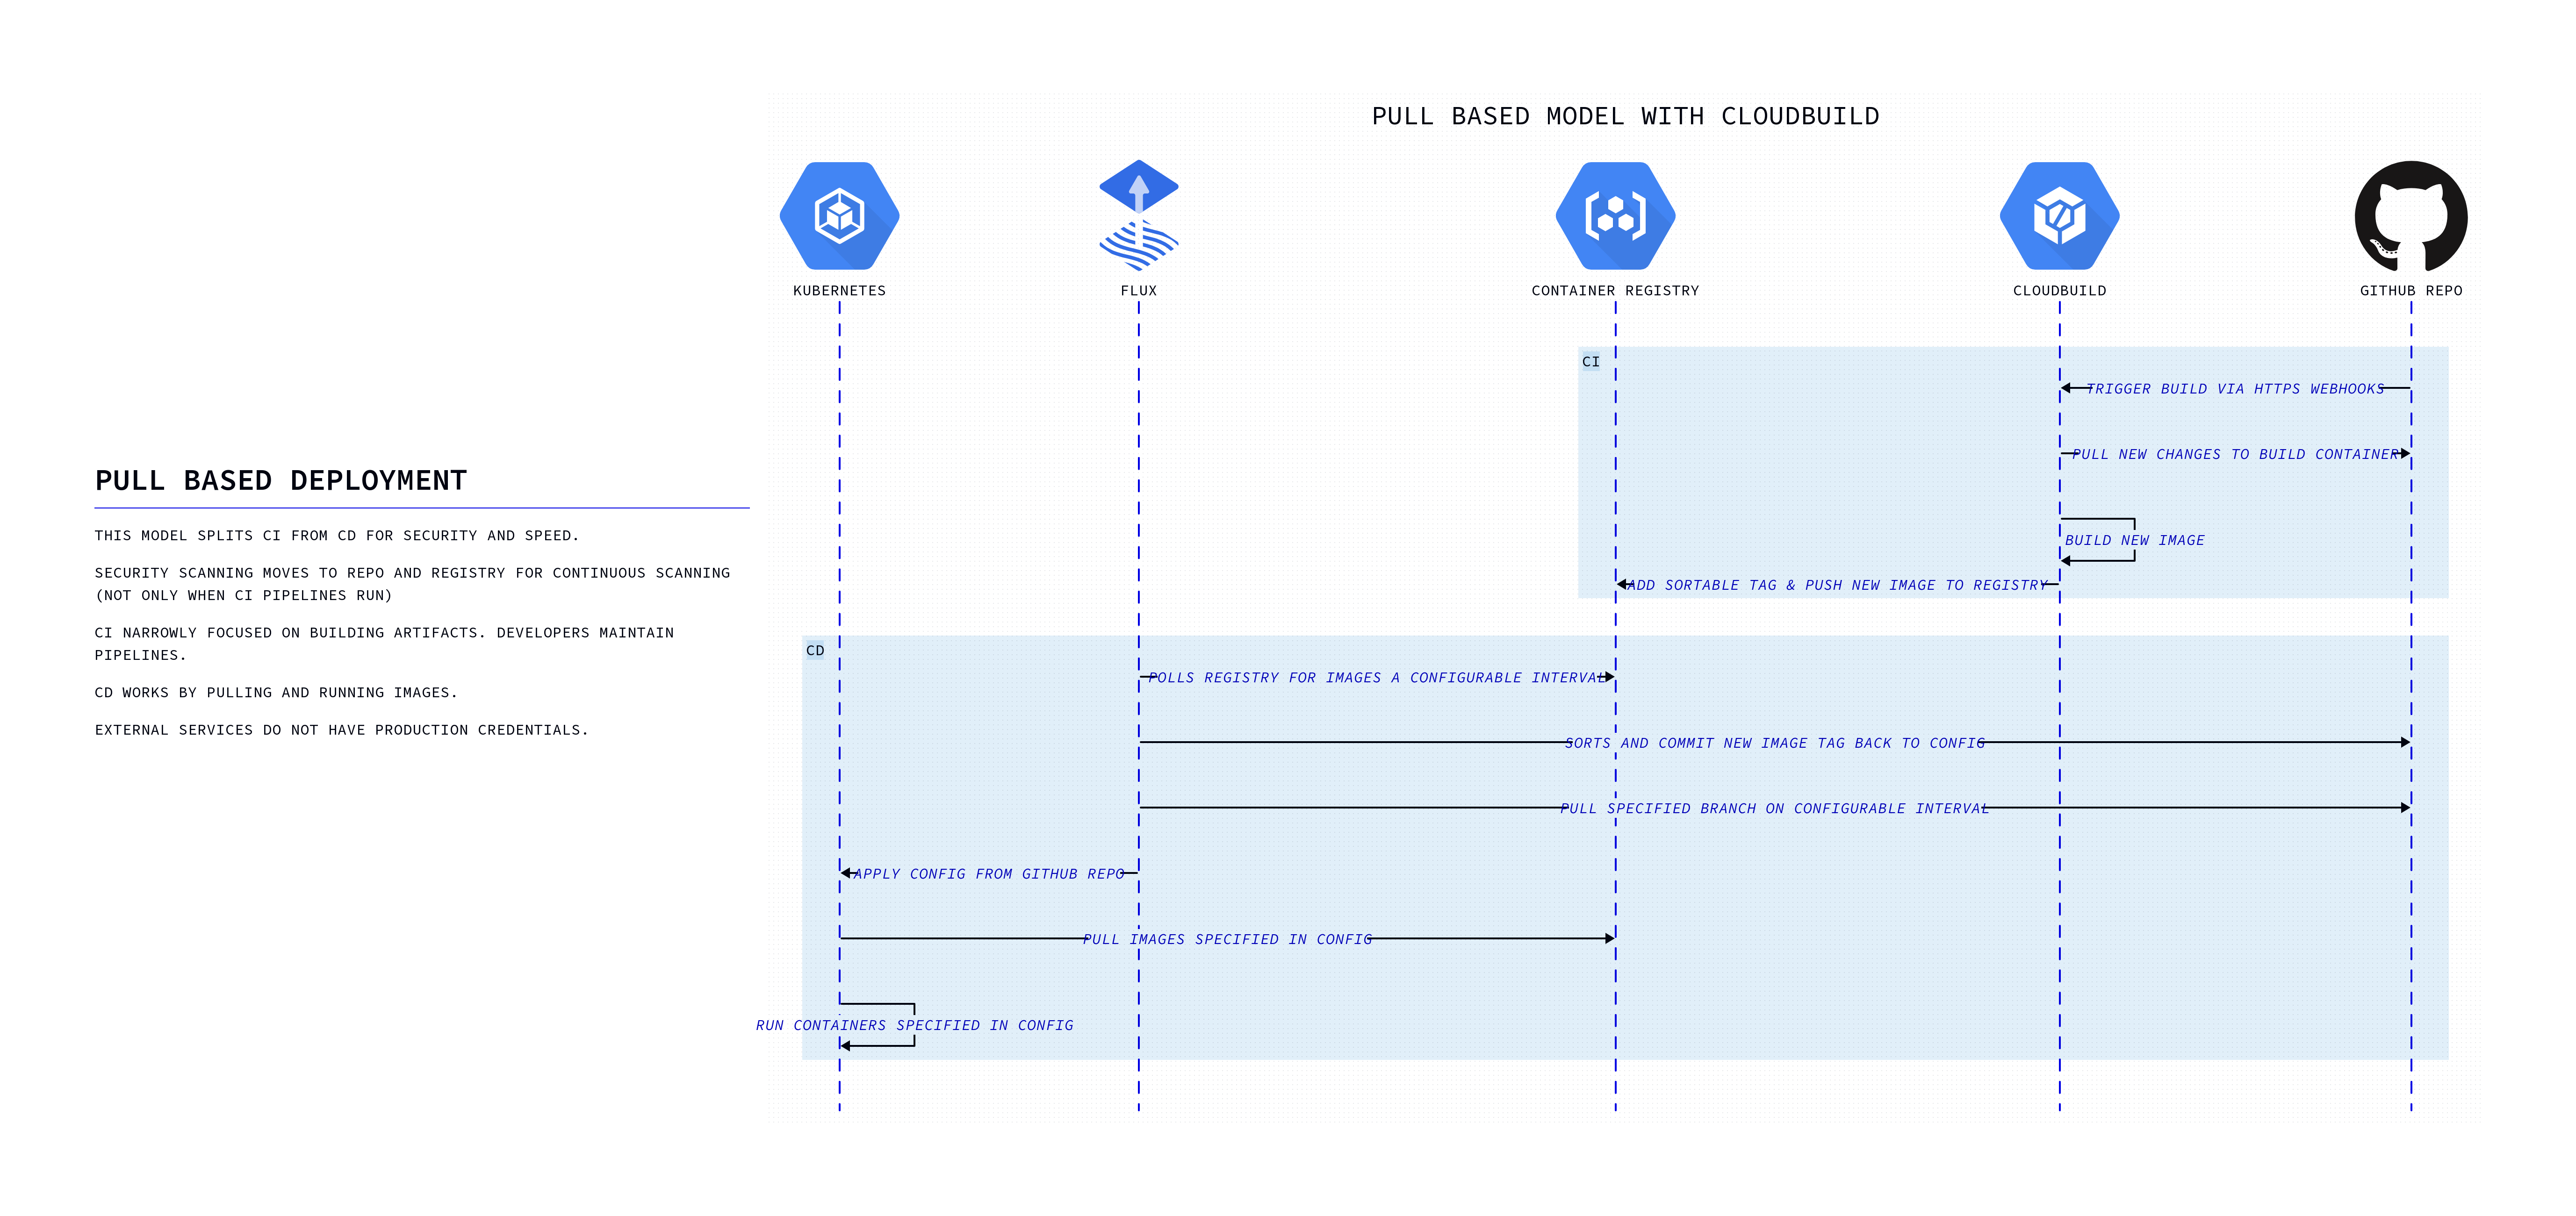 PULL BASED MODEL WITH CLOUDBUILD
KUBERNETES
FLUX
CONTAINER REGISTRY
CLOUDBUILD
GITHUB REPO
CI
TRIGGER BUILD VIA HTTPS WEBHOOKS
PULL NEW CHANGES TO BUILD CONTAINER
BUILD NEW IMAGE
ADD SORTABLE TAG & PUSH NEW IMAGE TO REGISTRY
CD
POLLS REGISTRY FOR IMAGES A CONFIGURABLE INTERVAL
SORTS AND COMMIT NEW IMAGE TAG BACK TO CONFIG
PULL SPECIFIED BRANCH ON CONFIGURABLE INTERVAL
APPLY CONFIG FROM GITHUB REPO
PULL IMAGES SPECIFIED IN CONFIG
RUN CONTAINERS SPECIFIED IN CONFIG
PULL BASED DEPLOYMENT
THIS MODEL SPLITS CI FROM CD FOR SECURITY AND SPEED.
SECURITY SCANNING MOVES TO REPO AND REGISTRY FOR CONTINUOUS SCANNING
(NOT ONLY WHEN CI PIPELINES RUN)
CI NARROWLY FOCUSED ON BUILDING ARTIFACTS. DEVELOPERS MAINTAIN
PIPELINES.
CD WORKS BY PULLING AND RUNNING IMAGES.
EXTERNAL SERVICES DO NOT HAVE PRODUCTION CREDENTIALS.